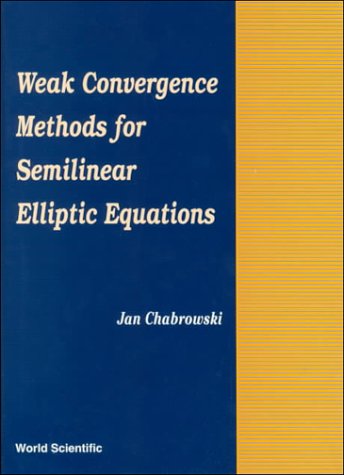 Weak Convergence
Methods for
Semilinear
Elliptic Equations
Jan Chabrowski
World Scientific